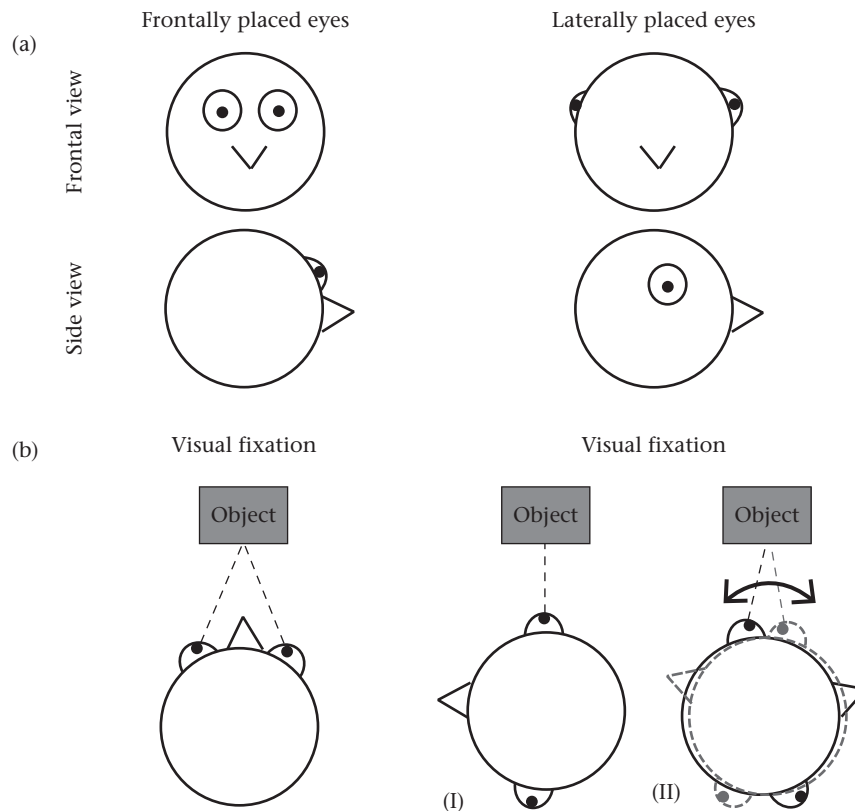 Frontally placed eyes
Laterally placed eyes
(a)
Frontal view
Side view
(b)
Visual fixation
Visual fixation
Object
Object
Object
(I)
(II)